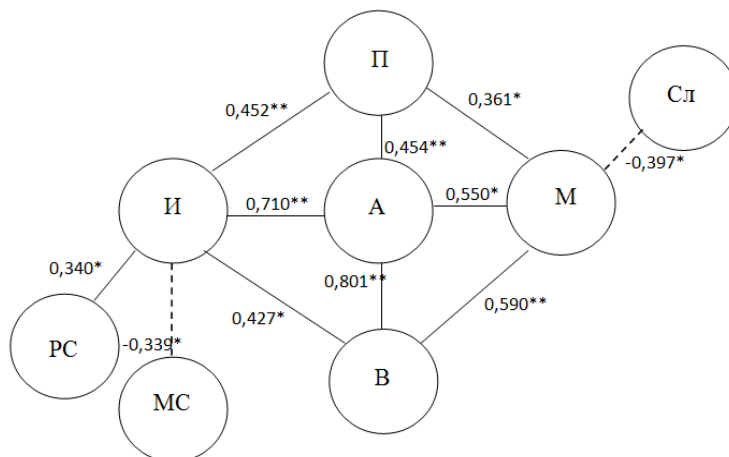 П
Сл
0,452**
0,361*
0,454**
-0,397*
И
0,710**
А
0,550*
М
0,340*
0,801**
0,427*
0,590**
РС
-0,339*
В
МС